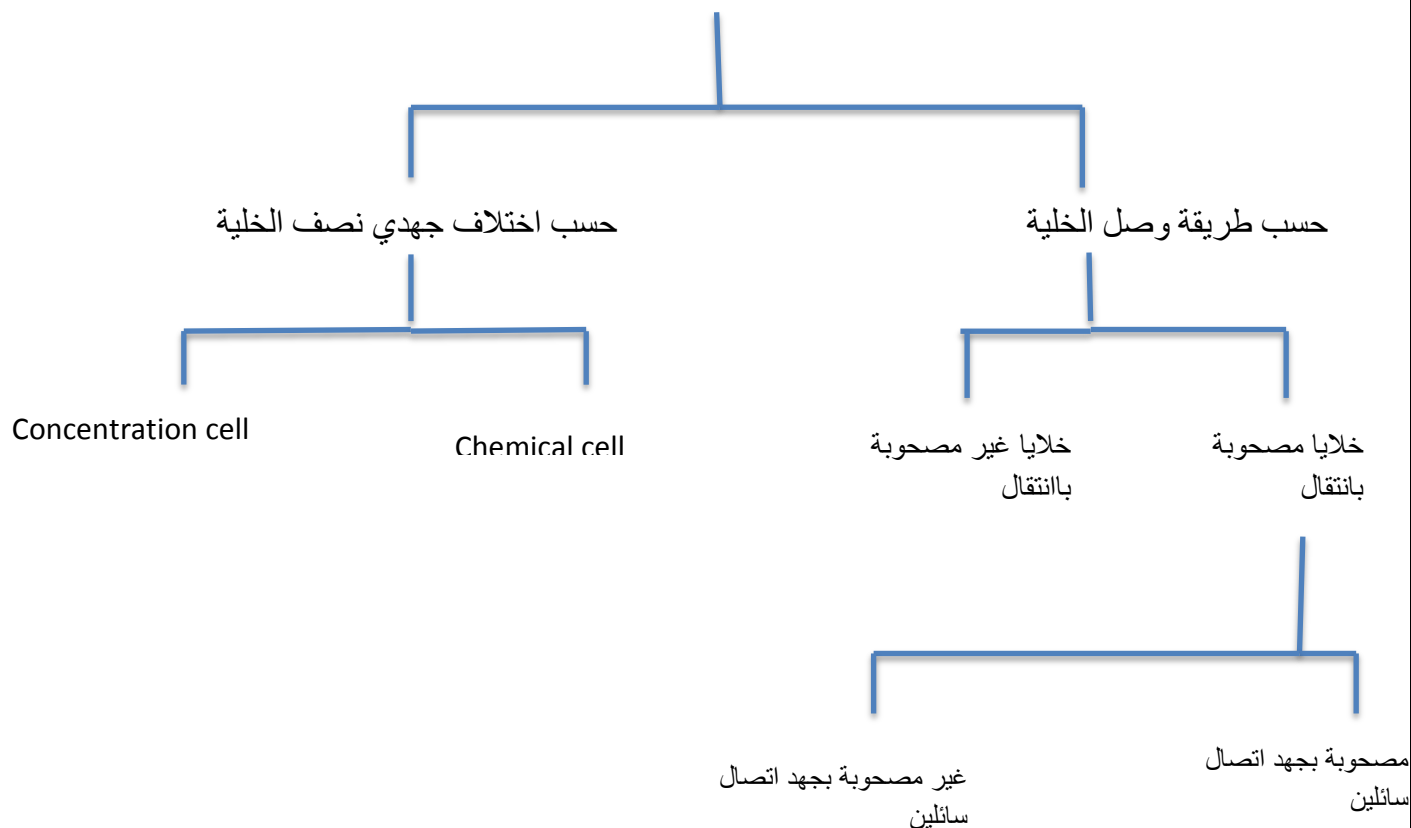 حسب طريقة وصل الخلية
حسب اختلاف جهدي نصف الخلية
خلايا مصحوبة
بانتقال
خلايا غير مصحوبة
باانتقال
Chemical cell
Concentration cell
مصحوبة بجهد اتصال
سائلين
غير مصحوبة بجهد اتصال
سائلين